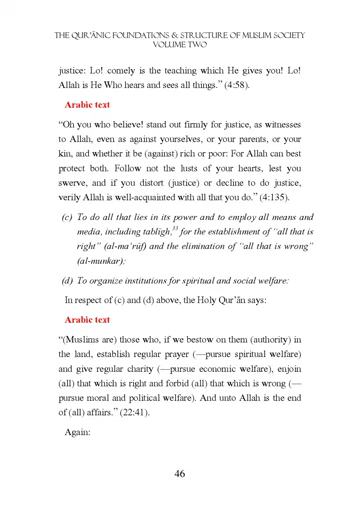 THE QUR'ĀNIC FOUNDATIONS & STRUCTURE OF MUSLIM SOCIETY
VOLUME TWO
justice: Lo! comely is the teaching which He gives you! Lo!
Allah is He Who hears and sees all things.” (4:58).
Arabic text
“Oh you who believe! stand out firmly for justice, as witnesses
to Allah, even as against yourselves, or your parents, or your
kin, and whether it be (against) rich or poor: For Allah can best
protect both. Follow not the lusts of your hearts, lest you
swerve, and if you distort (justice) or decline to do justice,
verily Allah is well-acquainted with all that you do.” (4:135).
(c) To do all that lies in its power and to employ all means and
media, including tabligh,33 for the establishment of “all that is
right” (al-ma‘rūf) and the elimination of “all that is wrong”
(al-munkar):
(d) To organize institutions for spiritual and social welfare:
In respect of (c) and (d) above, the Holy Qur’ān says:
Arabic text
“(Muslims are) those who, if we bestow on them (authority) in
the land, establish regular prayer (—pursue spiritual welfare)
and give regular charity (—pursue economic welfare), enjoin
(all) that which is right and forbid (all) that which is wrong (—
pursue moral and political welfare). And unto Allah is the end
of (all) affairs.” (22:41).
Again:
46